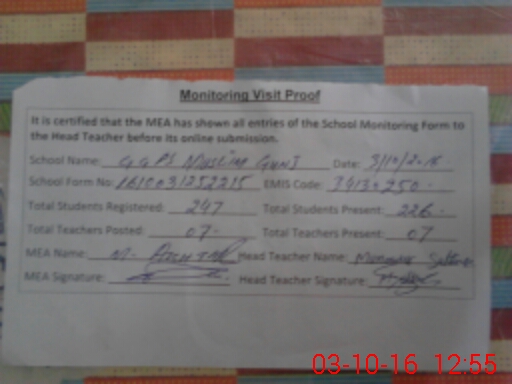 Monitoring Visit Proof
It is certified that the MEA has shown all entries of the School Monitoring Form to
the Head Teacher before its online submission.
School Name: GGPS MUSLIM GUNJ Date: 3/10/2016
School Form No: 1610031252215 EMIS Code: 34130250
Total Students Registered: 247 Total Students Present: 226
Total Teachers Posted: 07 Total Teachers Present: 07
MEA Name: M. Head Teacher Name:
MEA Signature: Head Teacher Signature:
03-10-16 12:55